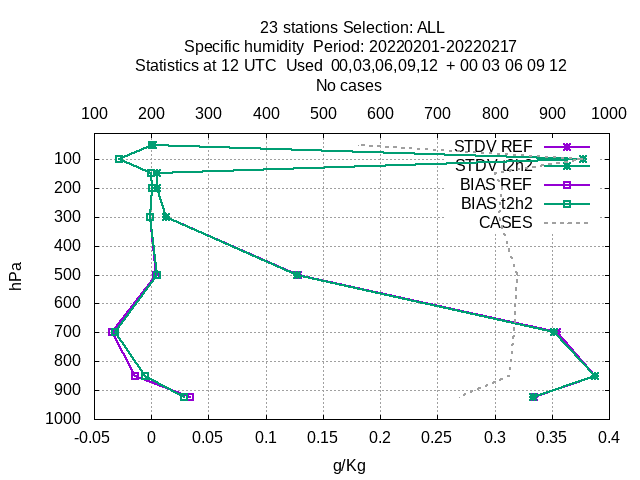 23 stations Selection: ALL
Specific humidity  Period: 20220201-20220217
Statistics at 12 UTC  Used  00,03,06,09,12  + 00 03 06 09 12
No cases
100 200 300 400 500 600 700 800 900 1000
STDV REF
STDV t2h2
BIAS REF
BIAS t2h2
CASES
100
200
300
400
500
600
700
800
900
1000
hPa
-0.05 0 0.05 0.1 0.15 0.2 0.25 0.3 0.35 0.4
g/Kg